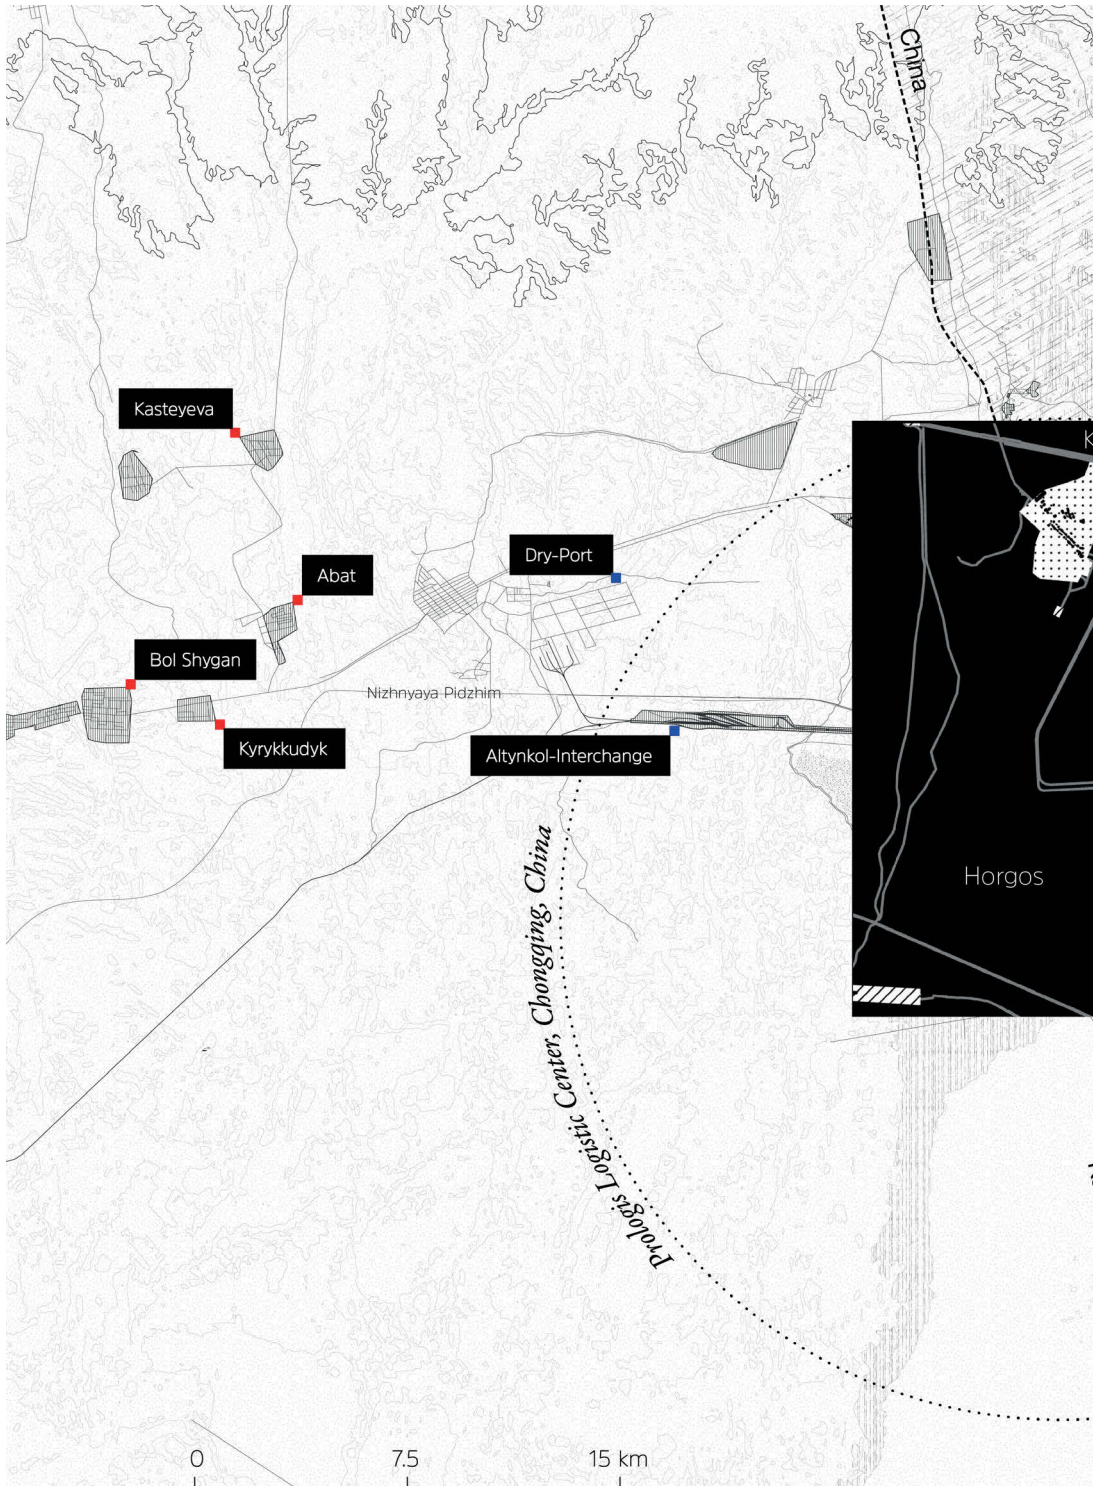 China
Kasteyeva
K
Dry-Port
Abat
Bol Shygan
Nizhnyaya Pidzhim
Kyrykkudyk
Altynkol-Interchange
Horgos
Prologis Logistic Center, Chongqing, China
0 7.5 15 km